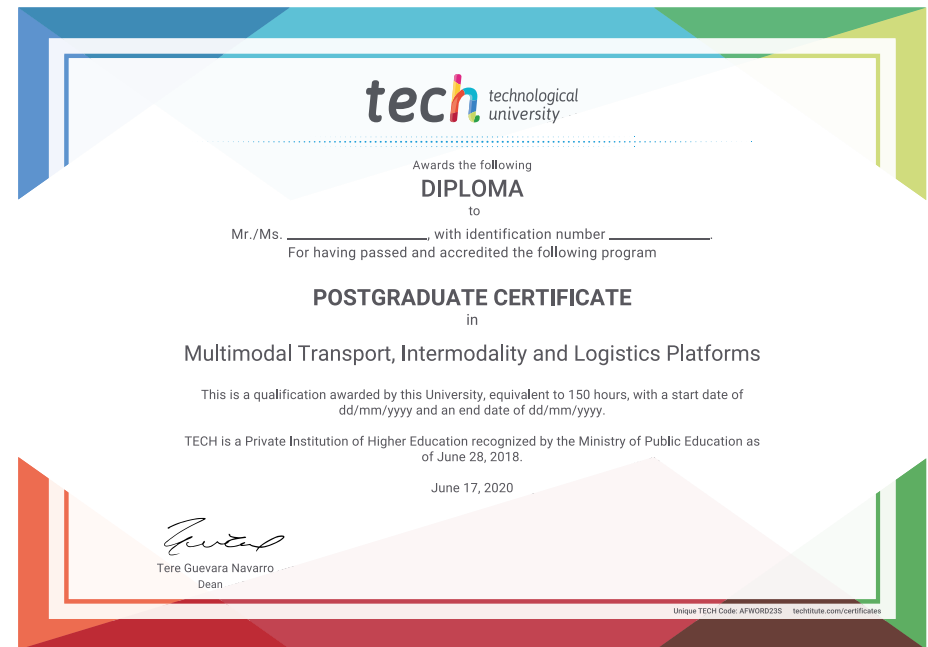 tech technological
university
Awards the following
DIPLOMA
to
Mr./Ms. ____________________, with identification number ______________.
For having passed and accredited the following program
POSTGRADUATE CERTIFICATE
in
Multimodal Transport, Intermodality and Logistics Platforms
This is a qualification awarded by this University, equivalent to 150 hours, with a start date of
dd/mm/yyyy and an end date of dd/mm/yyyy.
TECH is a Private Institution of Higher Education recognized by the Ministry of Public Education as
of June 28, 2018.
June 17, 2020
Tere Guevara Navarro
Dean
Unique TECH Code: AFWORD23S techtitute.com/certificates